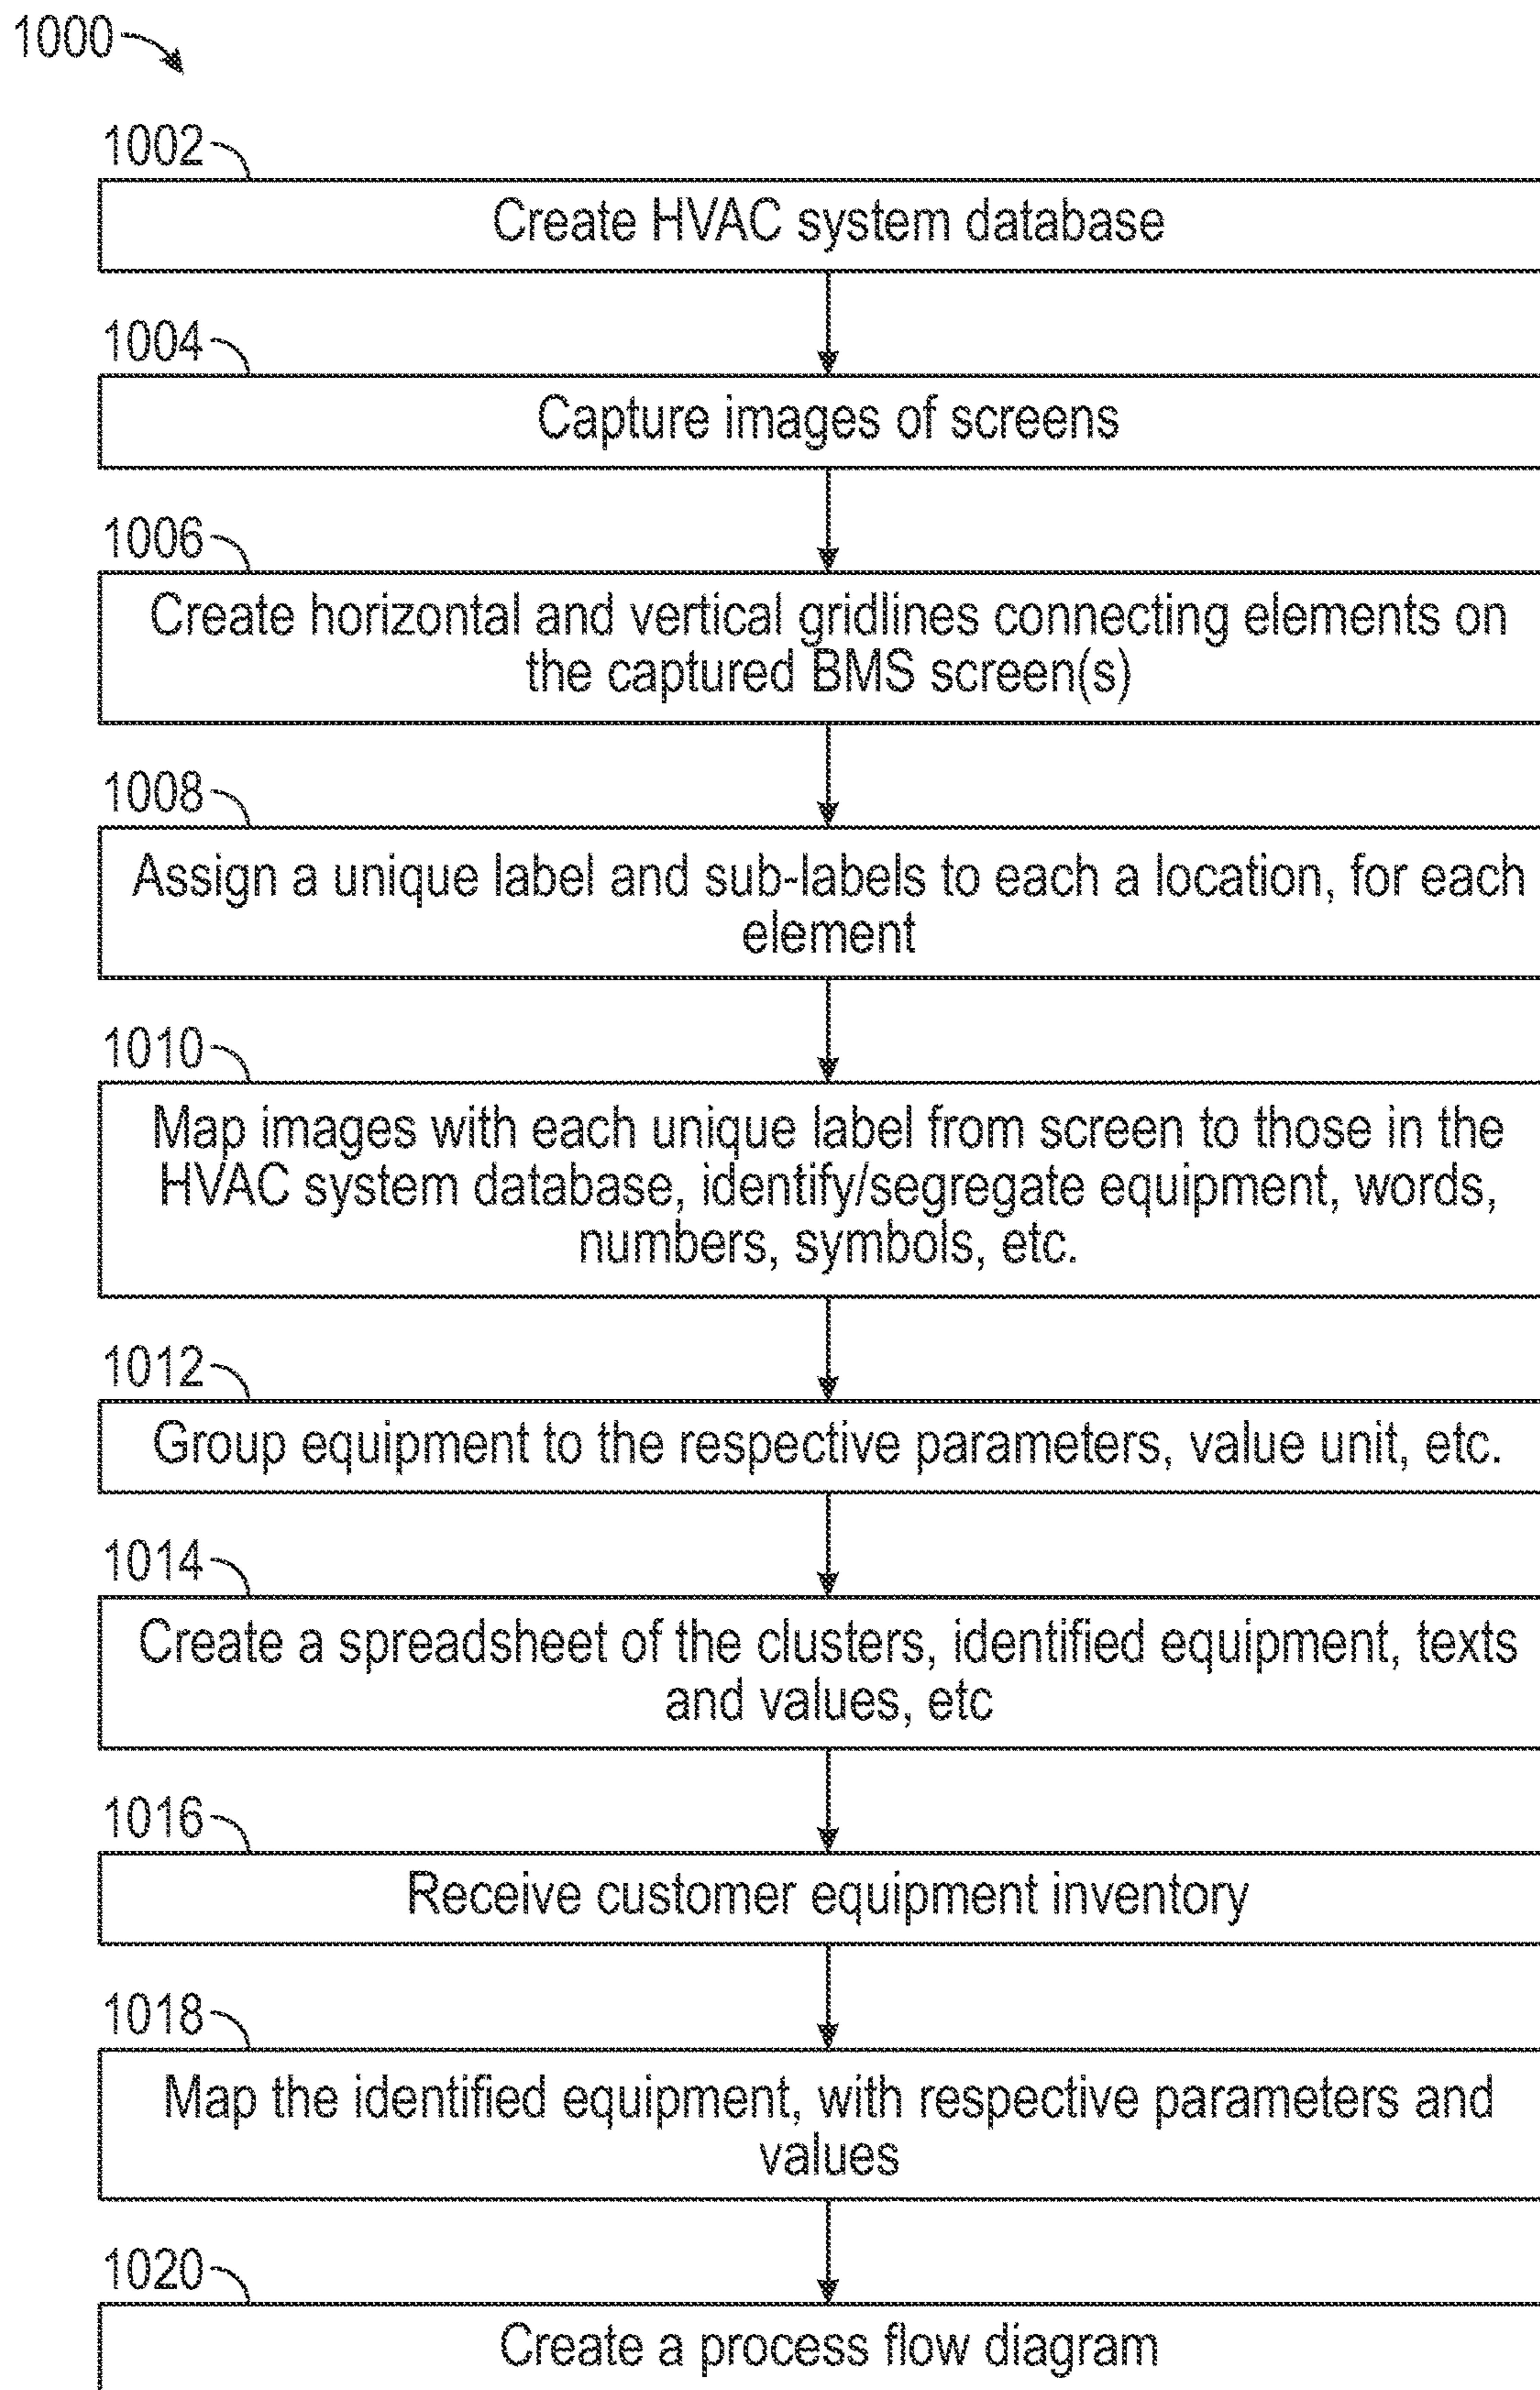 1000
1002
Create HVAC system database
1004
Capture images of screens
1006
Create horizontal and vertical gridlines connecting elements on
the captured BMS screen(s)
1008
Assign a unique label and sub-labels to each a location, for each
element
1010
Map images with each unique label from screen to those in the
HVAC system database, identify/segregate equipment, words,
numbers, symbols, etc.
1012
Group equipment to the respective parameters, value unit, etc.
1014
Create a spreadsheet of the clusters, identified equipment, texts
and values, etc
1016
Receive customer equipment inventory
1018
Map the identified equipment, with respective parameters and
values
1020
Create a process flow diagram